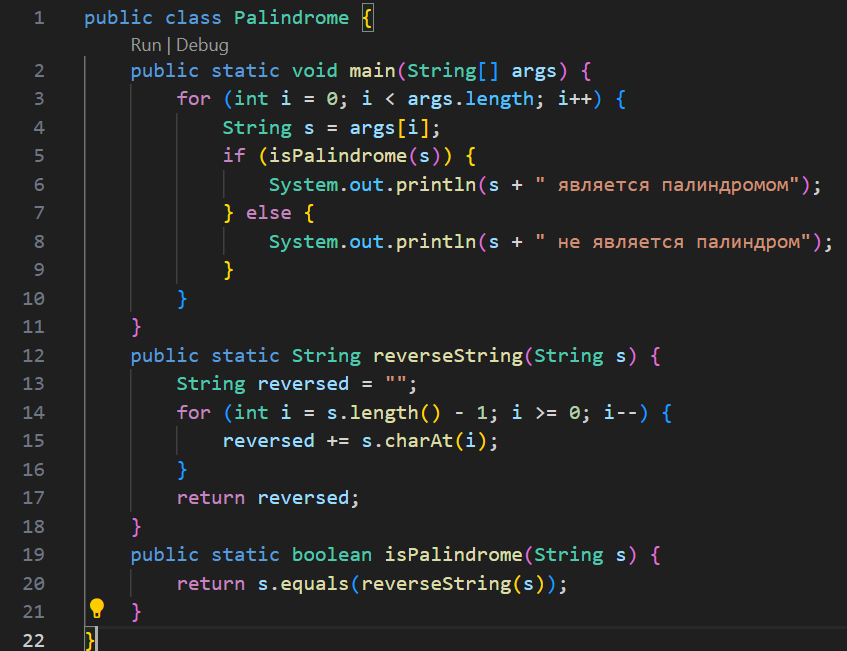 1 public class Palindrome {
Run | Debug
2 public static void main(String[] args) {
3 for (int i = 0; i < args.length; i++) {
4 String s = args[i];
5 if (isPalindrome(s)) {
6 System.out.println(s + " является палиндромом");
7 } else {
8 System.out.println(s + " не является палиндром");
9 }
10 }
11 }
12 public static String reverseString(String s) {
13 String reversed = "";
14 for (int i = s.length() - 1; i >= 0; i--) {
15 reversed += s.charAt(i);
16 }
17 return reversed;
18 }
19 public static boolean isPalindrome(String s) {
20 return s.equals(reverseString(s));
21 }
22 }